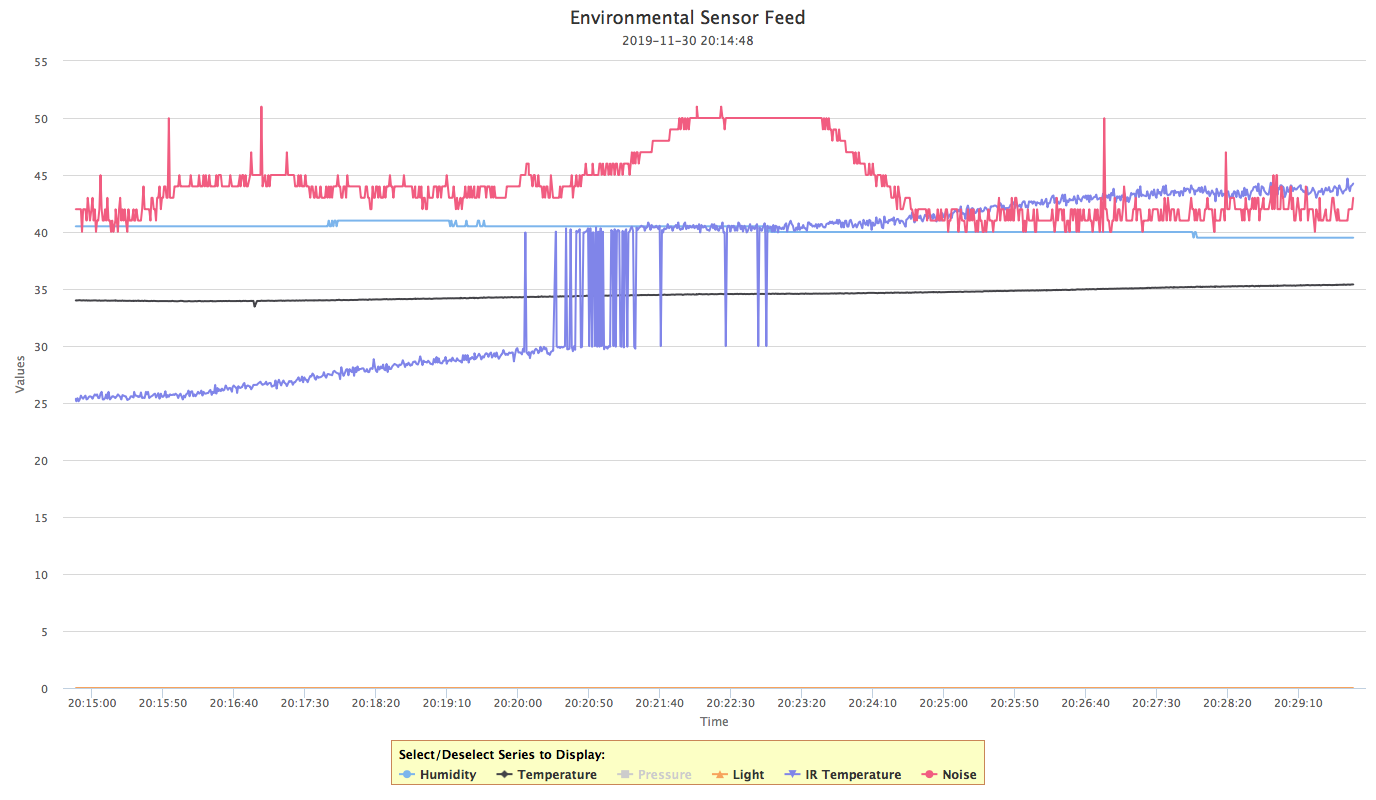 Environmental Sensor Feed
2019-11-30 20:14:48
55
50
45
40
35
30
25
20
15
10
5
0
Values
20:15:00 20:15:50 20:16:40 20:17:30 20:18:20 20:19:10 20:20:00 20:20:50 20:21:40 20:22:30 20:23:20 20:24:10 20:25:00 20:25:50 20:26:40 20:27:30 20:28:20 20:29:10
Time
Select/Deselect Series to Display:
Humidity Temperature Pressure Light IR Temperature Noise